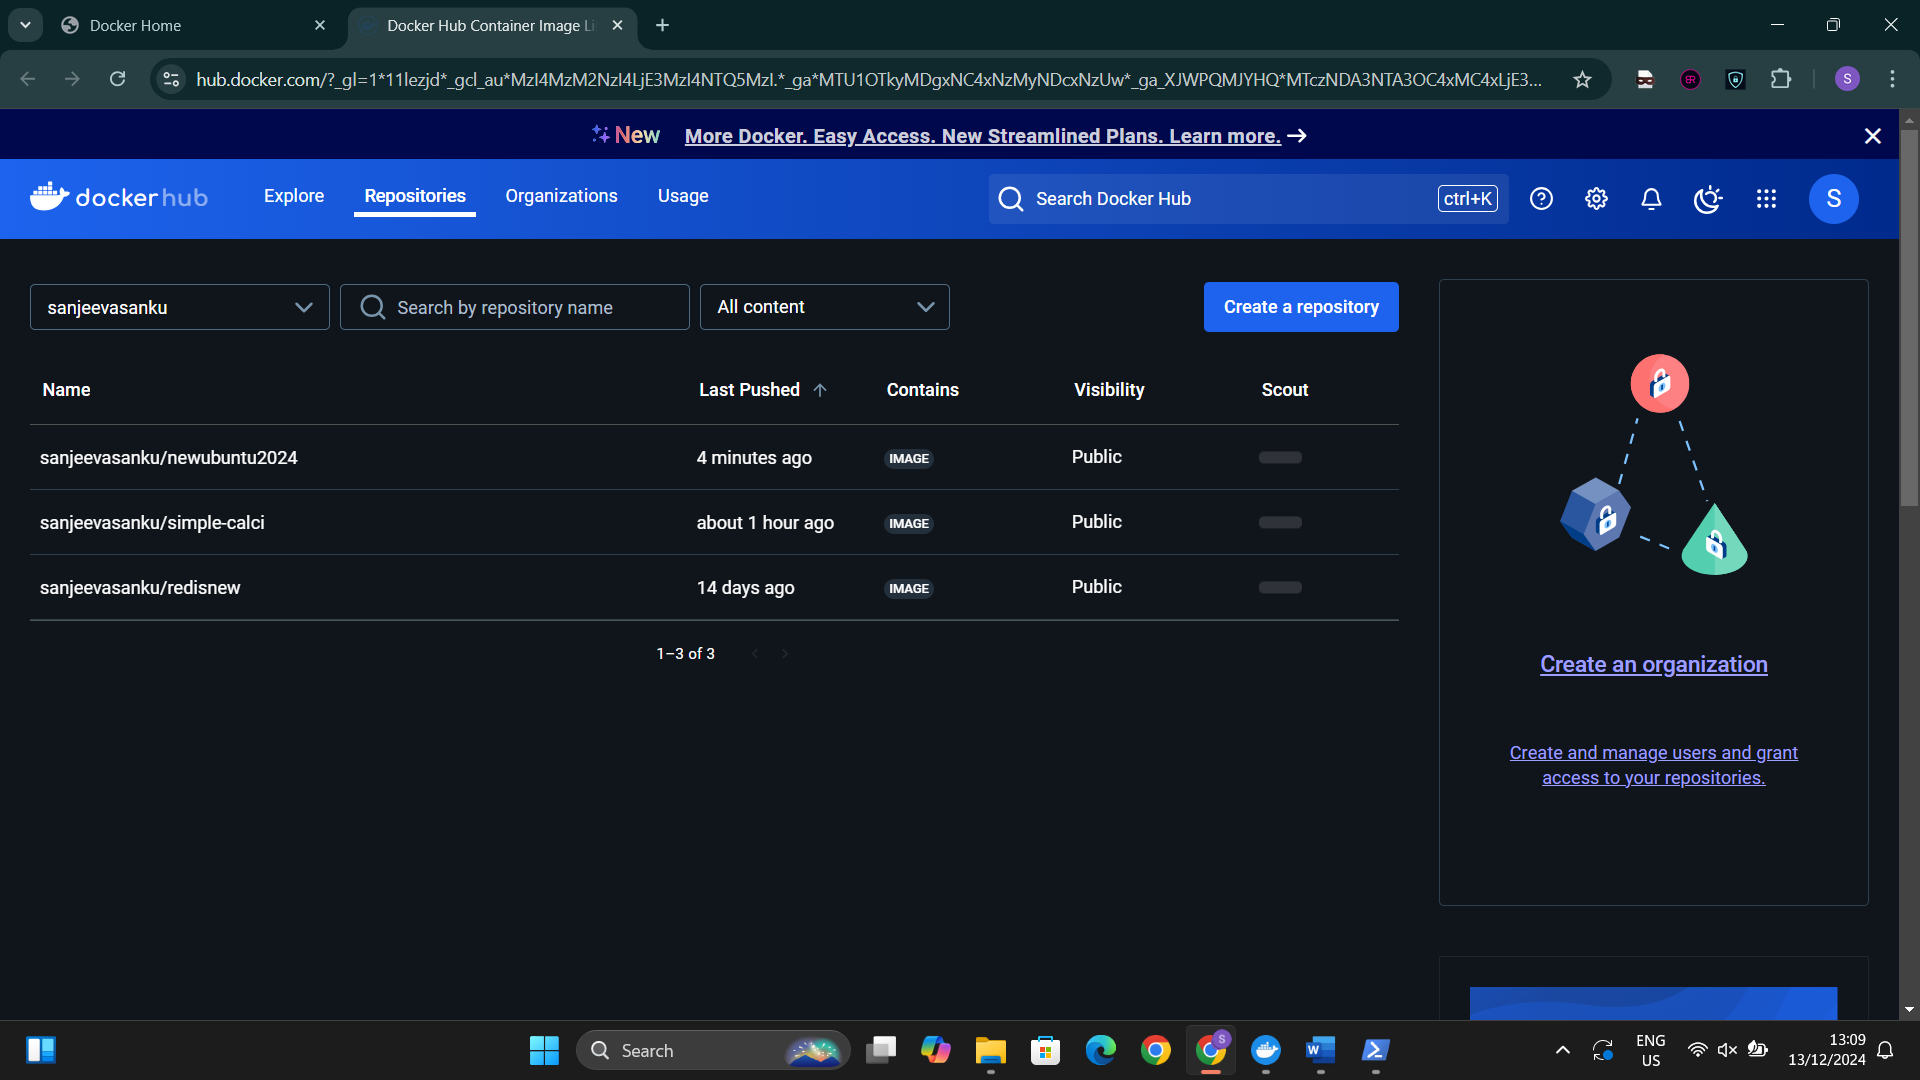 Docker Home
Docker Hub Container Image Li
hub.docker.com/?_gl=1*11lezjd*_gcl_au*MzI4MzM2NzI4LjE3MzI4NTQ5MzI.*_ga*MTU1OTkyMDgxNC4xNzMyNDcxNzUw*_ga_XJWPQMJYHQ*MTczNDA3NTA3OC4xMC4xLjE3...
S
New More Docker. Easy Access. New Streamlined Plans. Learn more. →
dockerhub
Explore Repositories Organizations Usage
Search Docker Hub ctrl+K
S
sanjeevasanku Search by repository name All content Create a repository
Name Last Pushed Contains Visibility Scout
sanjeevasanku/newubuntu2024 4 minutes ago IMAGE Public
sanjeevasanku/simple-calci about 1 hour ago IMAGE Public
sanjeevasanku/redisnew 14 days ago IMAGE Public
1–3 of 3
Create an organization
Create and manage users and grant
access to your repositories.
Search
ENG
US
13:09
13/12/2024